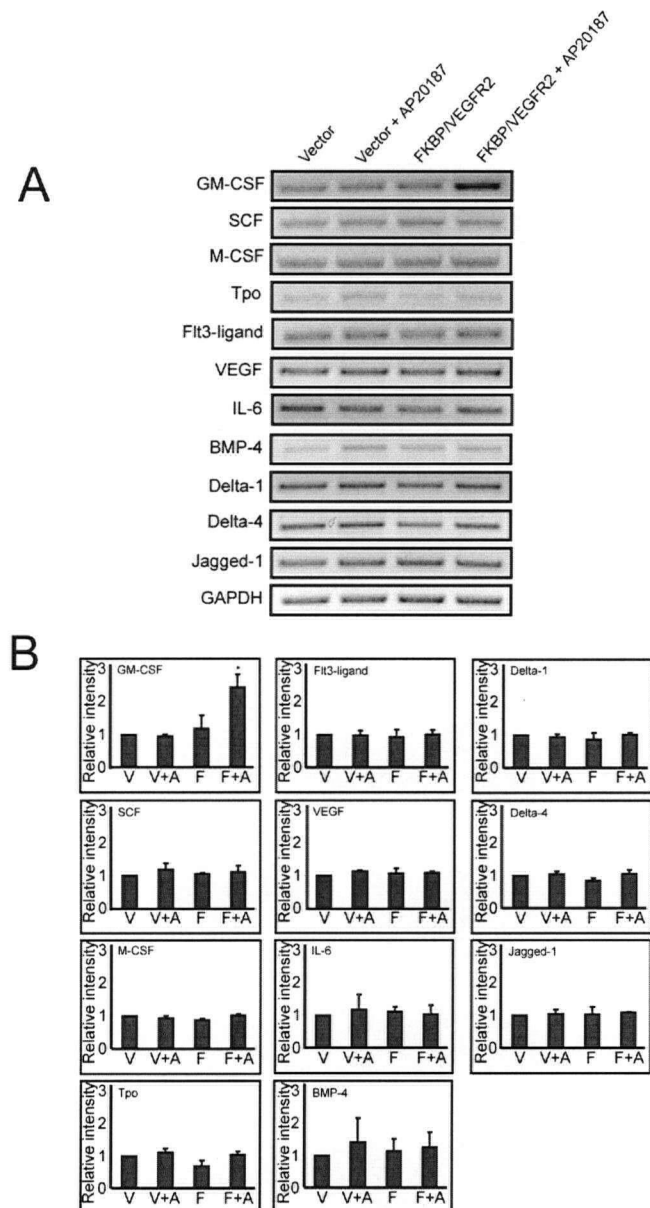 A
Vector
Vector + AP20187
FKBP/VEGFR2
FKBP/VEGFR2 + AP20187
GM-CSF
SCF
M-CSF
Tpo
Flt3-ligand
VEGF
IL-6
BMP-4
Delta-1
Delta-4
Jagged-1
GAPDH
B
Relative intensity
3
2
1
0
GM-CSF
*
V V+A F F+A
Relative intensity
3
2
1
0
Flt3-ligand
V V+A F F+A
Relative intensity
3
2
1
0
Delta-1
V V+A F F+A
Relative intensity
3
2
1
0
SCF
V V+A F F+A
Relative intensity
3
2
1
0
VEGF
V V+A F F+A
Relative intensity
3
2
1
0
Delta-4
V V+A F F+A
Relative intensity
3
2
1
0
M-CSF
V V+A F F+A
Relative intensity
3
2
1
0
IL-6
V V+A F F+A
Relative intensity
3
2
1
0
Jagged-1
V V+A F F+A
Relative intensity
3
2
1
0
Tpo
V V+A F F+A
Relative intensity
3
2
1
0
BMP-4
V V+A F F+A